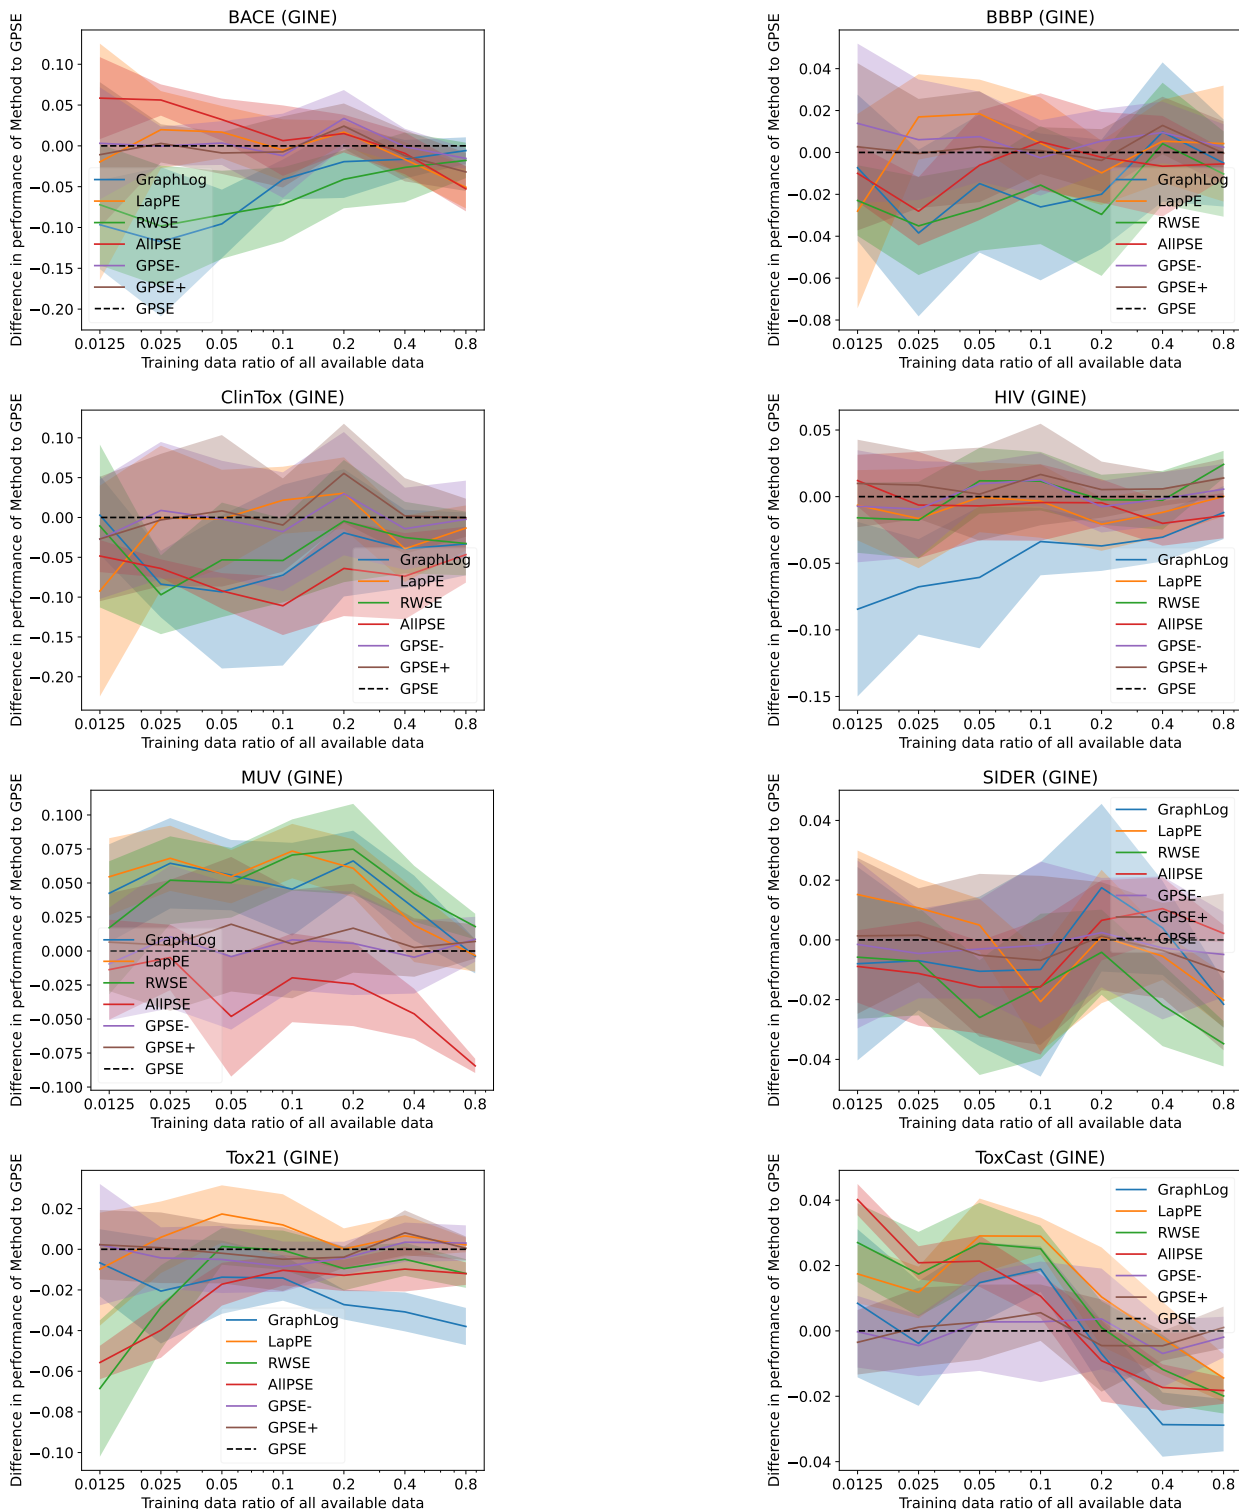 BACE (GINE)
Difference in performance of Method to GPSE
0.10
0.05
0.00
−0.05
−0.10
−0.15
−0.20
GraphLog
LapPE
RWSE
AllPSE
GPSE-
GPSE+
GPSE
0.0125 0.025 0.05 0.1 0.2 0.4 0.8
Training data ratio of all available data
BBBP (GINE)
Difference in performance of Method to GPSE
0.04
0.02
0.00
−0.02
−0.04
−0.06
−0.08
GraphLog
LapPE
RWSE
AllPSE
GPSE-
GPSE+
GPSE
0.0125 0.025 0.05 0.1 0.2 0.4 0.8
Training data ratio of all available data
ClinTox (GINE)
Difference in performance of Method to GPSE
0.10
0.05
0.00
−0.05
−0.10
−0.15
−0.20
GraphLog
LapPE
RWSE
AllPSE
GPSE-
GPSE+
GPSE
0.0125 0.025 0.05 0.1 0.2 0.4 0.8
Training data ratio of all available data
HIV (GINE)
Difference in performance of Method to GPSE
0.05
0.00
−0.05
−0.10
−0.15
GraphLog
LapPE
RWSE
AllPSE
GPSE-
GPSE+
GPSE
0.0125 0.025 0.05 0.1 0.2 0.4 0.8
Training data ratio of all available data
MUV (GINE)
Difference in performance of Method to GPSE
0.100
0.075
0.050
0.025
0.000
−0.025
−0.050
−0.075
−0.100
GraphLog
LapPE
RWSE
AllPSE
GPSE-
GPSE+
GPSE
0.0125 0.025 0.05 0.1 0.2 0.4 0.8
Training data ratio of all available data
SIDER (GINE)
Difference in performance of Method to GPSE
0.04
0.02
0.00
−0.02
−0.04
GraphLog
LapPE
RWSE
AllPSE
GPSE-
GPSE+
GPSE
0.0125 0.025 0.05 0.1 0.2 0.4 0.8
Training data ratio of all available data
Tox21 (GINE)
Difference in performance of Method to GPSE
0.02
0.00
−0.02
−0.04
−0.06
−0.08
−0.10
GraphLog
LapPE
RWSE
AllPSE
GPSE-
GPSE+
GPSE
0.0125 0.025 0.05 0.1 0.2 0.4 0.8
Training data ratio of all available data
ToxCast (GINE)
Difference in performance of Method to GPSE
0.04
0.02
0.00
−0.02
−0.04
GraphLog
LapPE
RWSE
AllPSE
GPSE-
GPSE+
GPSE
0.0125 0.025 0.05 0.1 0.2 0.4 0.8
Training data ratio of all available data